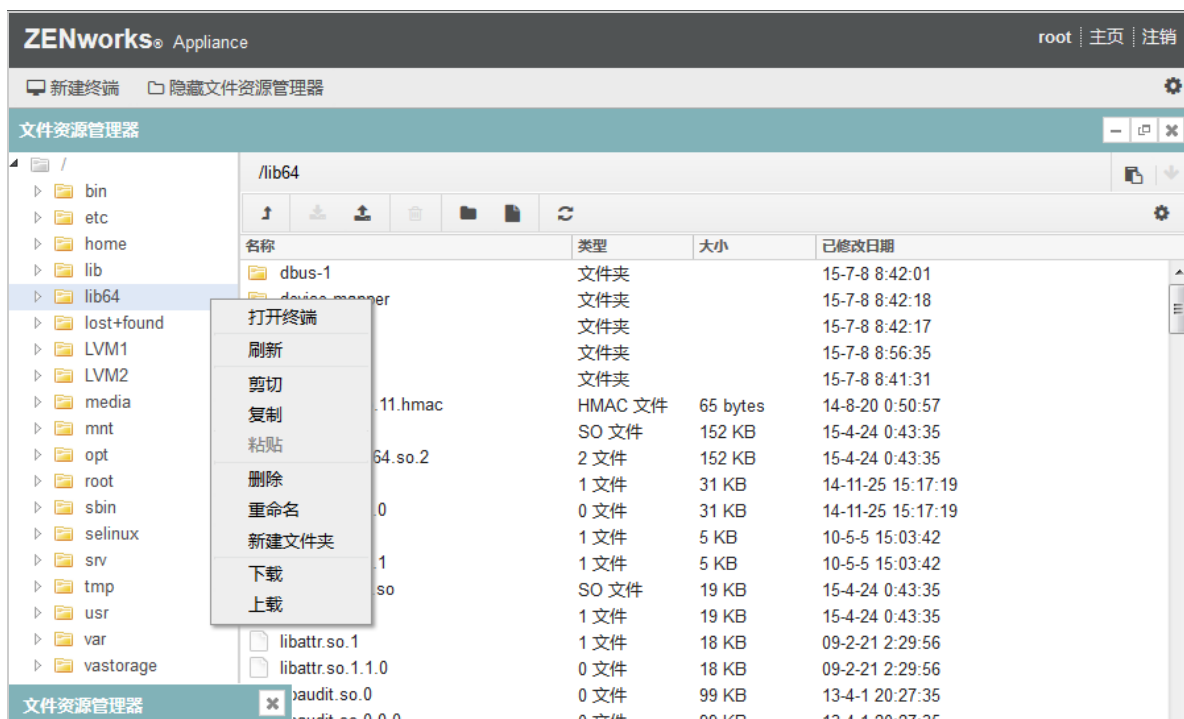 ZENworks® Appliance
root 主页 注销
新建终端 隐藏文件资源管理器
文件资源管理器
/
bin
etc
home
lib
lib64
lost+found
LVM1
LVM2
media
mnt
opt
root
sbin
selinux
srv
tmp
usr
var
vastorage
文件资源管理器
打开终端
刷新
剪切
复制
粘贴
删除
重命名
新建文件夹
下载
上载
/lib64
名称 类型 大小 已修改日期
dbus-1 文件夹 15-7-8 8:42:01
device-mapper 文件夹 15-7-8 8:42:18
文件夹 15-7-8 8:42:17
文件夹 15-7-8 8:56:35
文件夹 15-7-8 8:41:31
.11.hmac HMAC 文件 65 bytes 14-8-20 0:50:57
SO 文件 152 KB 15-4-24 0:43:35
64.so.2 2 文件 152 KB 15-4-24 0:43:35
1 文件 31 KB 14-11-25 15:17:19
.0 0 文件 31 KB 14-11-25 15:17:19
1 文件 5 KB 10-5-5 15:03:42
.1 1 文件 5 KB 10-5-5 15:03:42
.so SO 文件 19 KB 15-4-24 0:43:35
1 文件 19 KB 15-4-24 0:43:35
libattr.so.1 1 文件 18 KB 09-2-21 2:29:56
libattr.so.1.1.0 0 文件 18 KB 09-2-21 2:29:56
audit.so.0 0 文件 99 KB 13-4-1 20:27:35